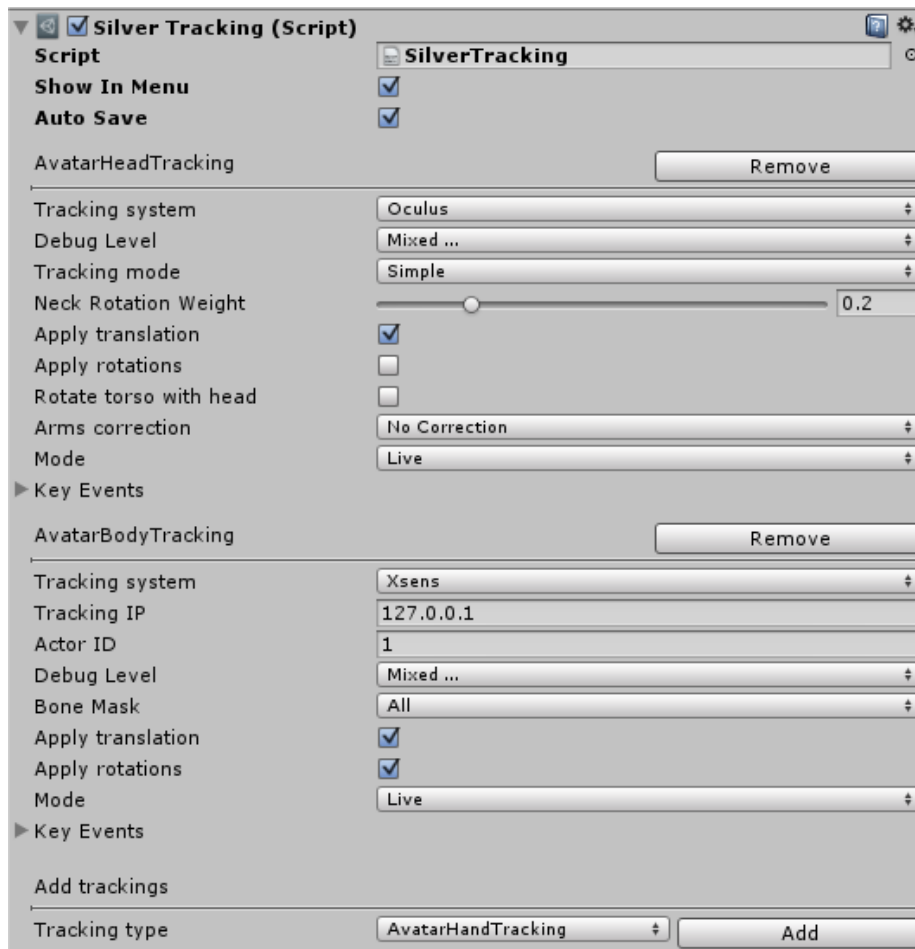 Silver Tracking (Script)
Script SilverTracking
Show In Menu
Auto Save
AvatarHeadTracking Remove
Tracking system Oculus
Debug Level Mixed ...
Tracking mode Simple
Neck Rotation Weight 0.2
Apply translation
Apply rotations
Rotate torso with head
Arms correction No Correction
Mode Live
Key Events
AvatarBodyTracking Remove
Tracking system Xsens
Tracking IP 127.0.0.1
Actor ID 1
Debug Level Mixed ...
Bone Mask All
Apply translation
Apply rotations
Mode Live
Key Events
Add trackings
Tracking type AvatarHandTracking Add